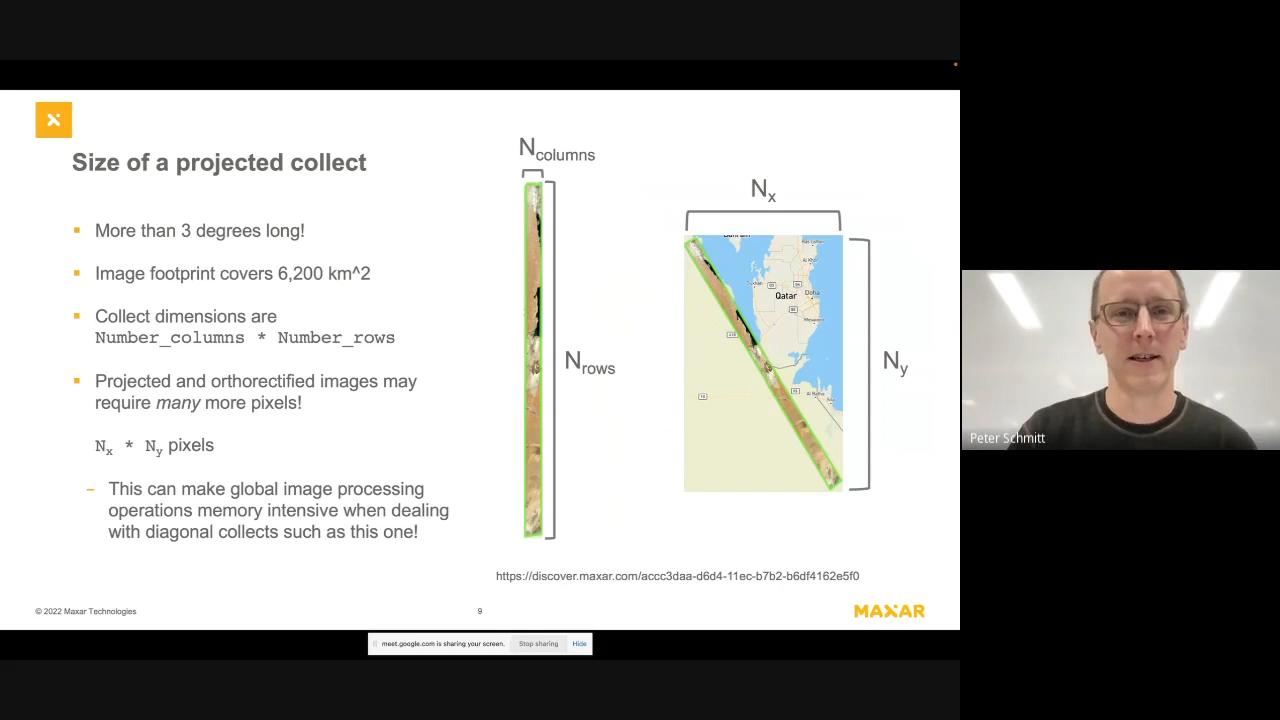 Size of a projected collect
More than 3 degrees long!
Image footprint covers 6,200 km^2
Collect dimensions are
Number_columns * Number_rows
Projected and orthorectified images may
require many more pixels!
Nx * Ny pixels
– This can make global image processing
operations memory intensive when dealing
with diagonal collects such as this one!
Ncolumns
Nrows
Nx
Ny
Qatar
Doha
https://discover.maxar.com/accc3daa-d6d4-11ec-b7b2-b6df4162e5f0
© 2022 Maxar Technologies
9
MAXAR
meet.google.com is sharing your screen.
Stop sharing
Hide
Peter Schmitt